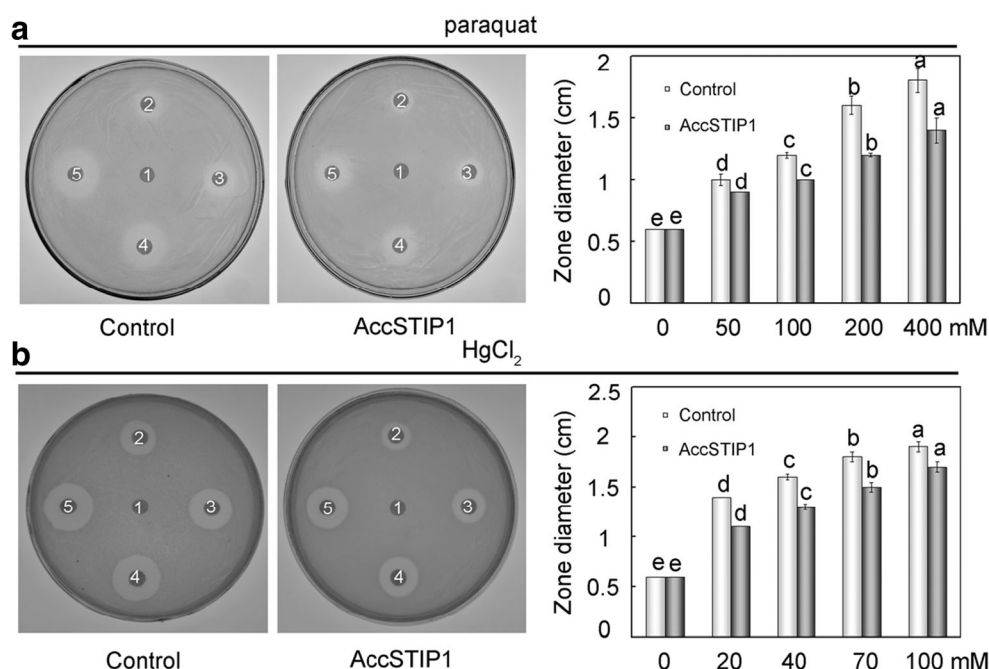 a
paraquat
2
5
1
3
4
Control
2
5
1
3
4
AccSTIP1
Zone diameter (cm)
2
1.5
1
0.5
0
Control
AccSTIP1
e e
d d
c c
b b
a a
0 50 100 200 400 mM
b
HgCl₂
2
5
1
3
4
Control
2
5
1
3
4
AccSTIP1
Zone diameter (cm)
2.5
2
1.5
1
0.5
0
Control
AccSTIP1
e e
d d
c c
b b
a a
0 20 40 70 100 mM